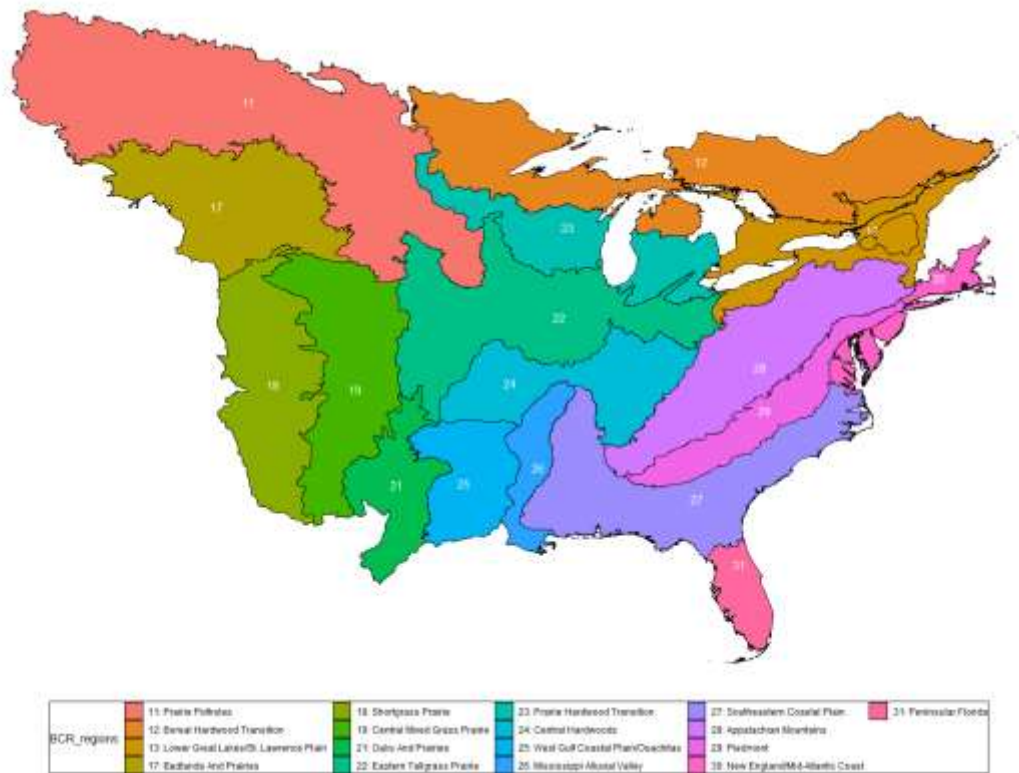 11
12
17
13
23
30
22
18
19
24
28
29
21
25
26
27
31
BCR_regions
11: Prairie Potholes
12: Boreal Hardwood Transition
13: Lower Great Lakes/St. Lawrence Plain
17: Badlands And Prairies
18: Shortgrass Prairie
19: Central Mixed Grass Prairie
21: Oaks And Prairies
22: Eastern Tallgrass Prairie
23: Prairie Hardwood Transition
24: Central Hardwoods
25: West Gulf Coastal Plain/Ouachitas
26: Mississippi Alluvial Valley
27: Southeastern Coastal Plain
28: Appalachian Mountains
29: Piedmont
30: New England/Mid-Atlantic Coast
31: Peninsular Florida